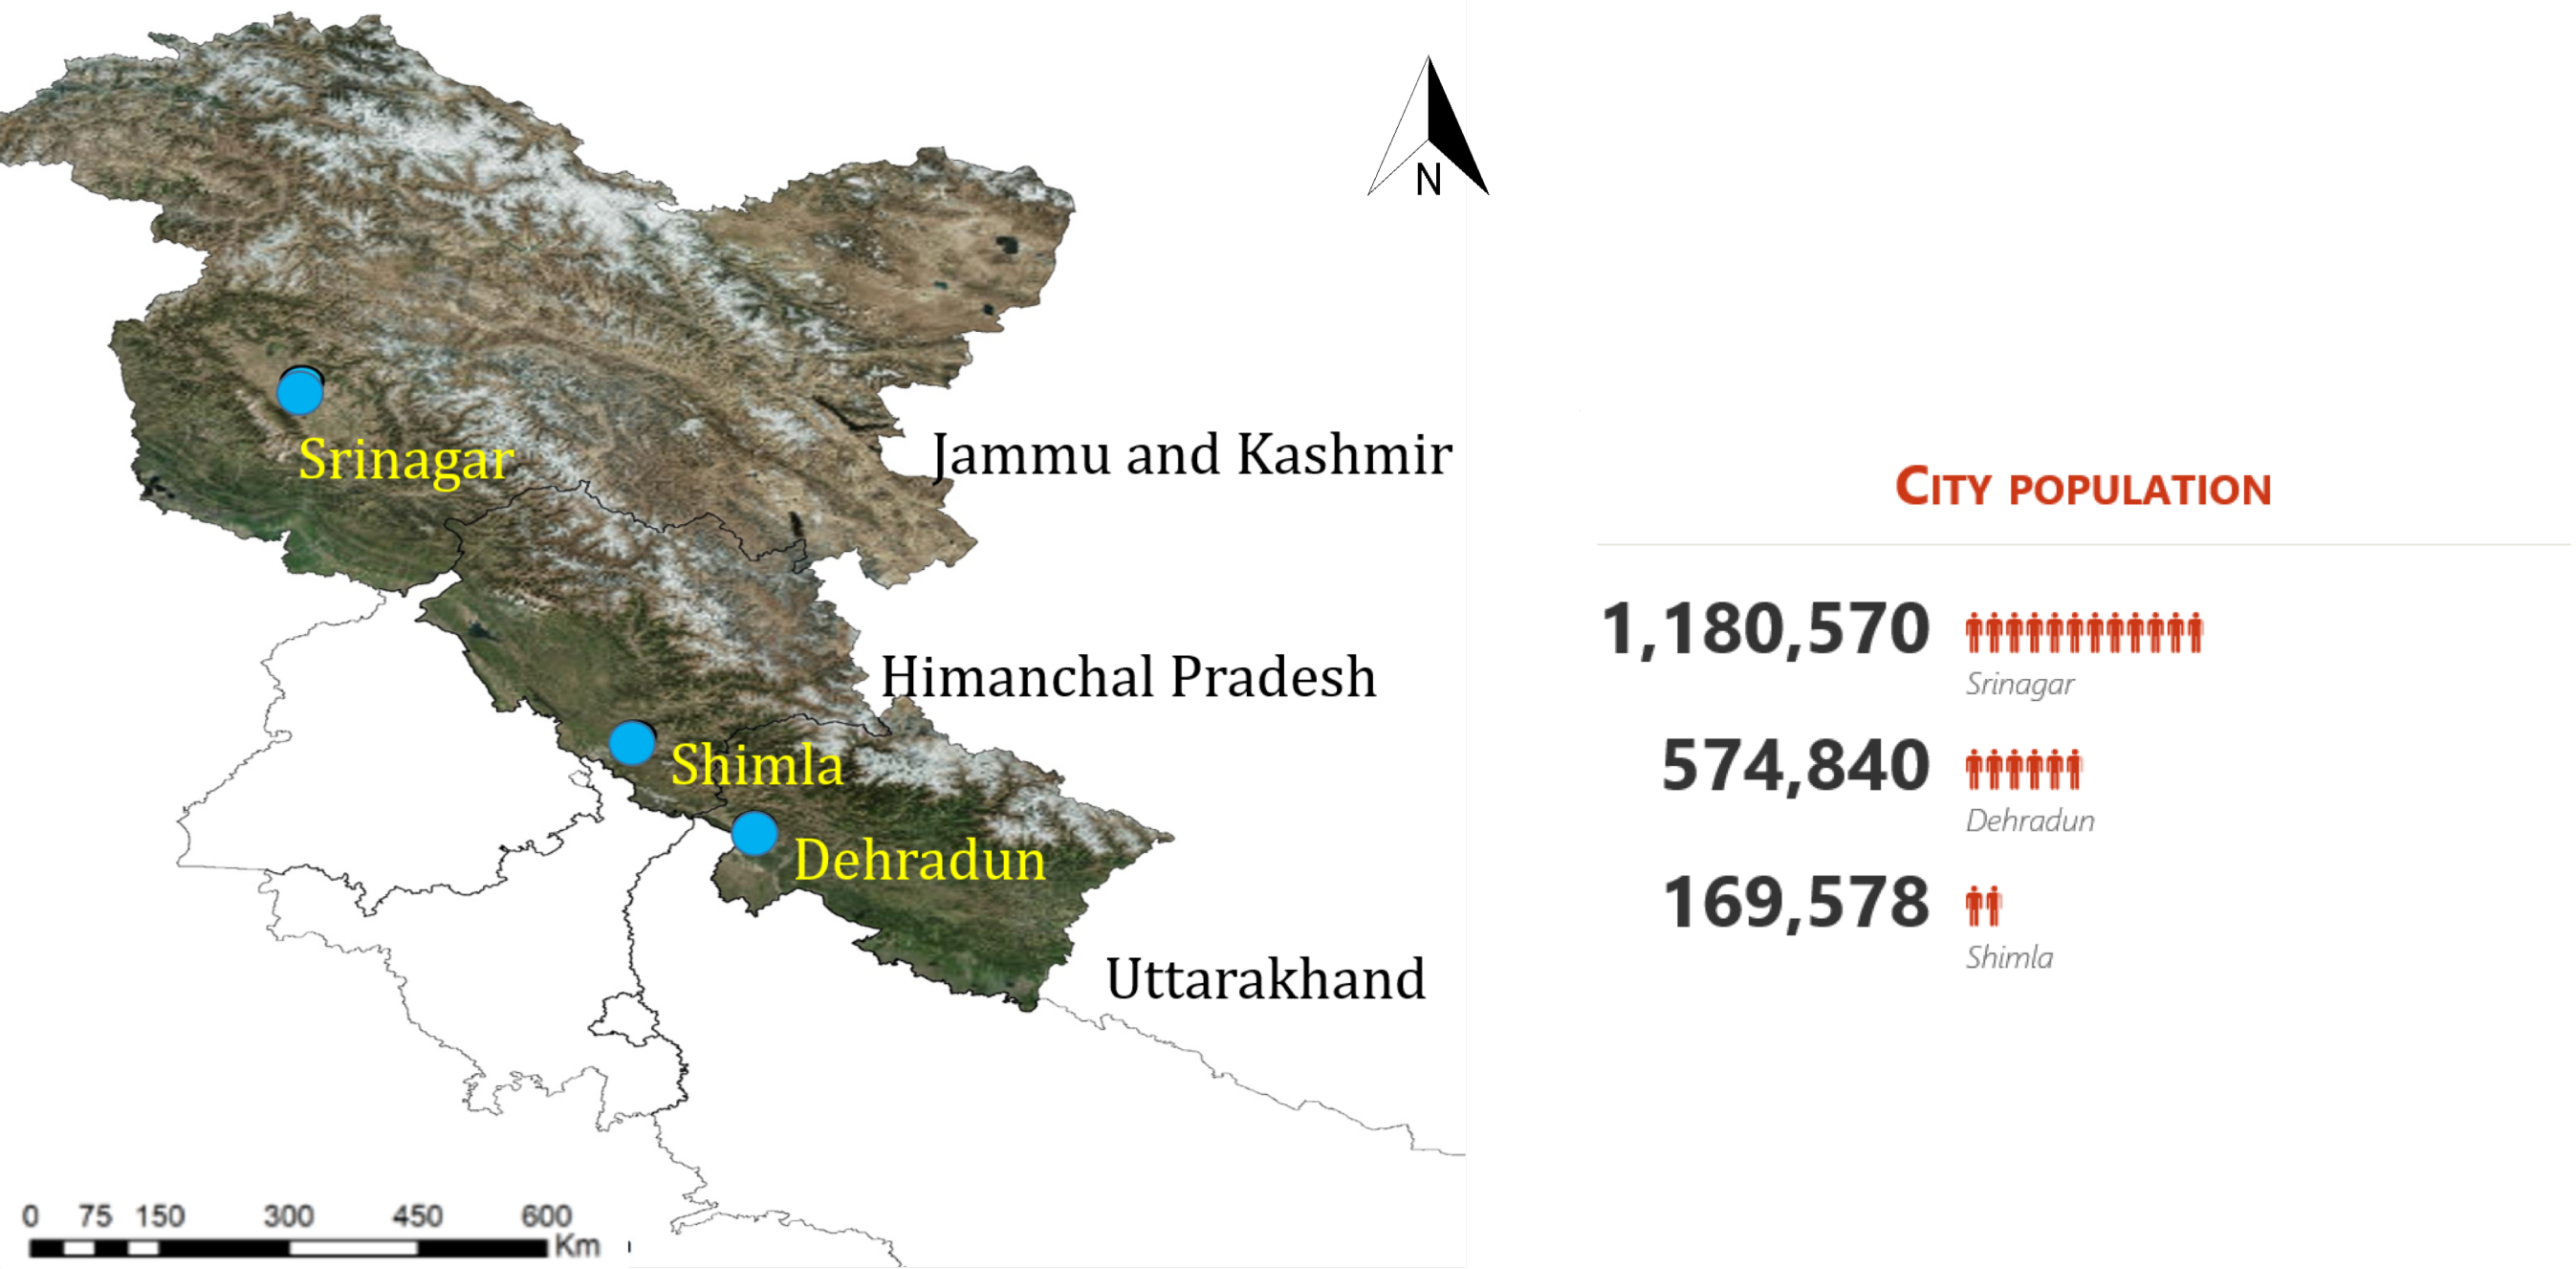 N
Srinagar
Jammu and Kashmir
Himanchal Pradesh
Shimla
Dehradun
Uttarakhand
0 75 150 300 450 600
Km
CITY POPULATION
1,180,570
Srinagar
574,840
Dehradun
169,578
Shimla